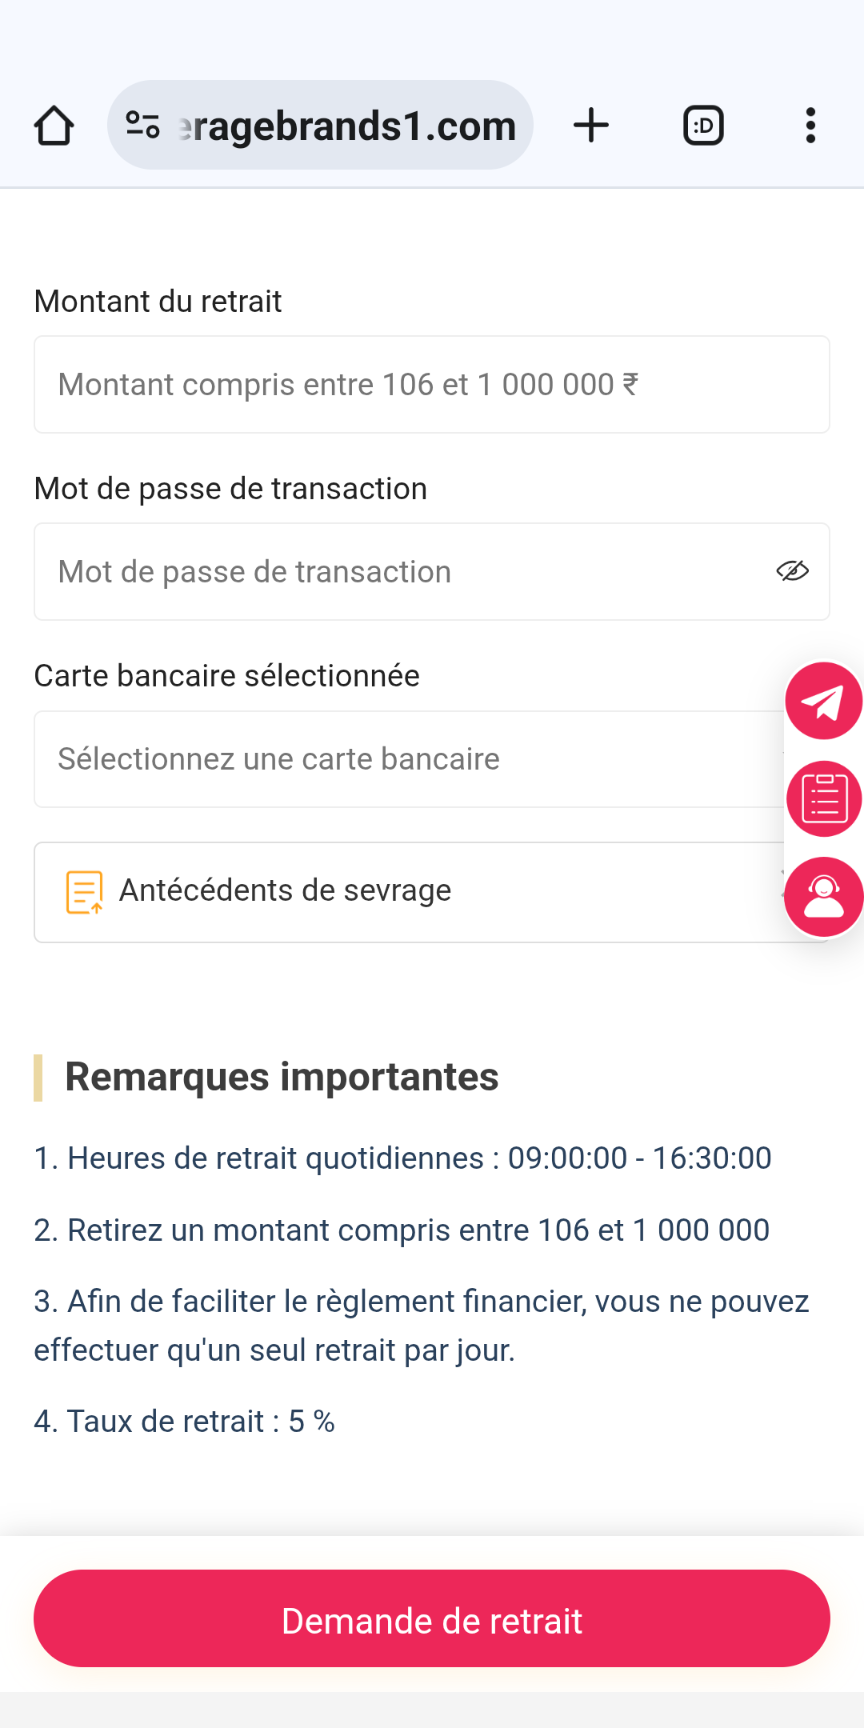 eragebrands1.com
:D
Montant du retrait
Montant compris entre 106 et 1 000 000 ₹
Mot de passe de transaction
Mot de passe de transaction
Carte bancaire sélectionnée
Sélectionnez une carte bancaire
Antécédents de sevrage
Remarques importantes
1. Heures de retrait quotidiennes : 09:00:00 - 16:30:00
2. Retirez un montant compris entre 106 et 1 000 000
3. Afin de faciliter le règlement financier, vous ne pouvez
effectuer qu'un seul retrait par jour.
4. Taux de retrait : 5 %
Demande de retrait